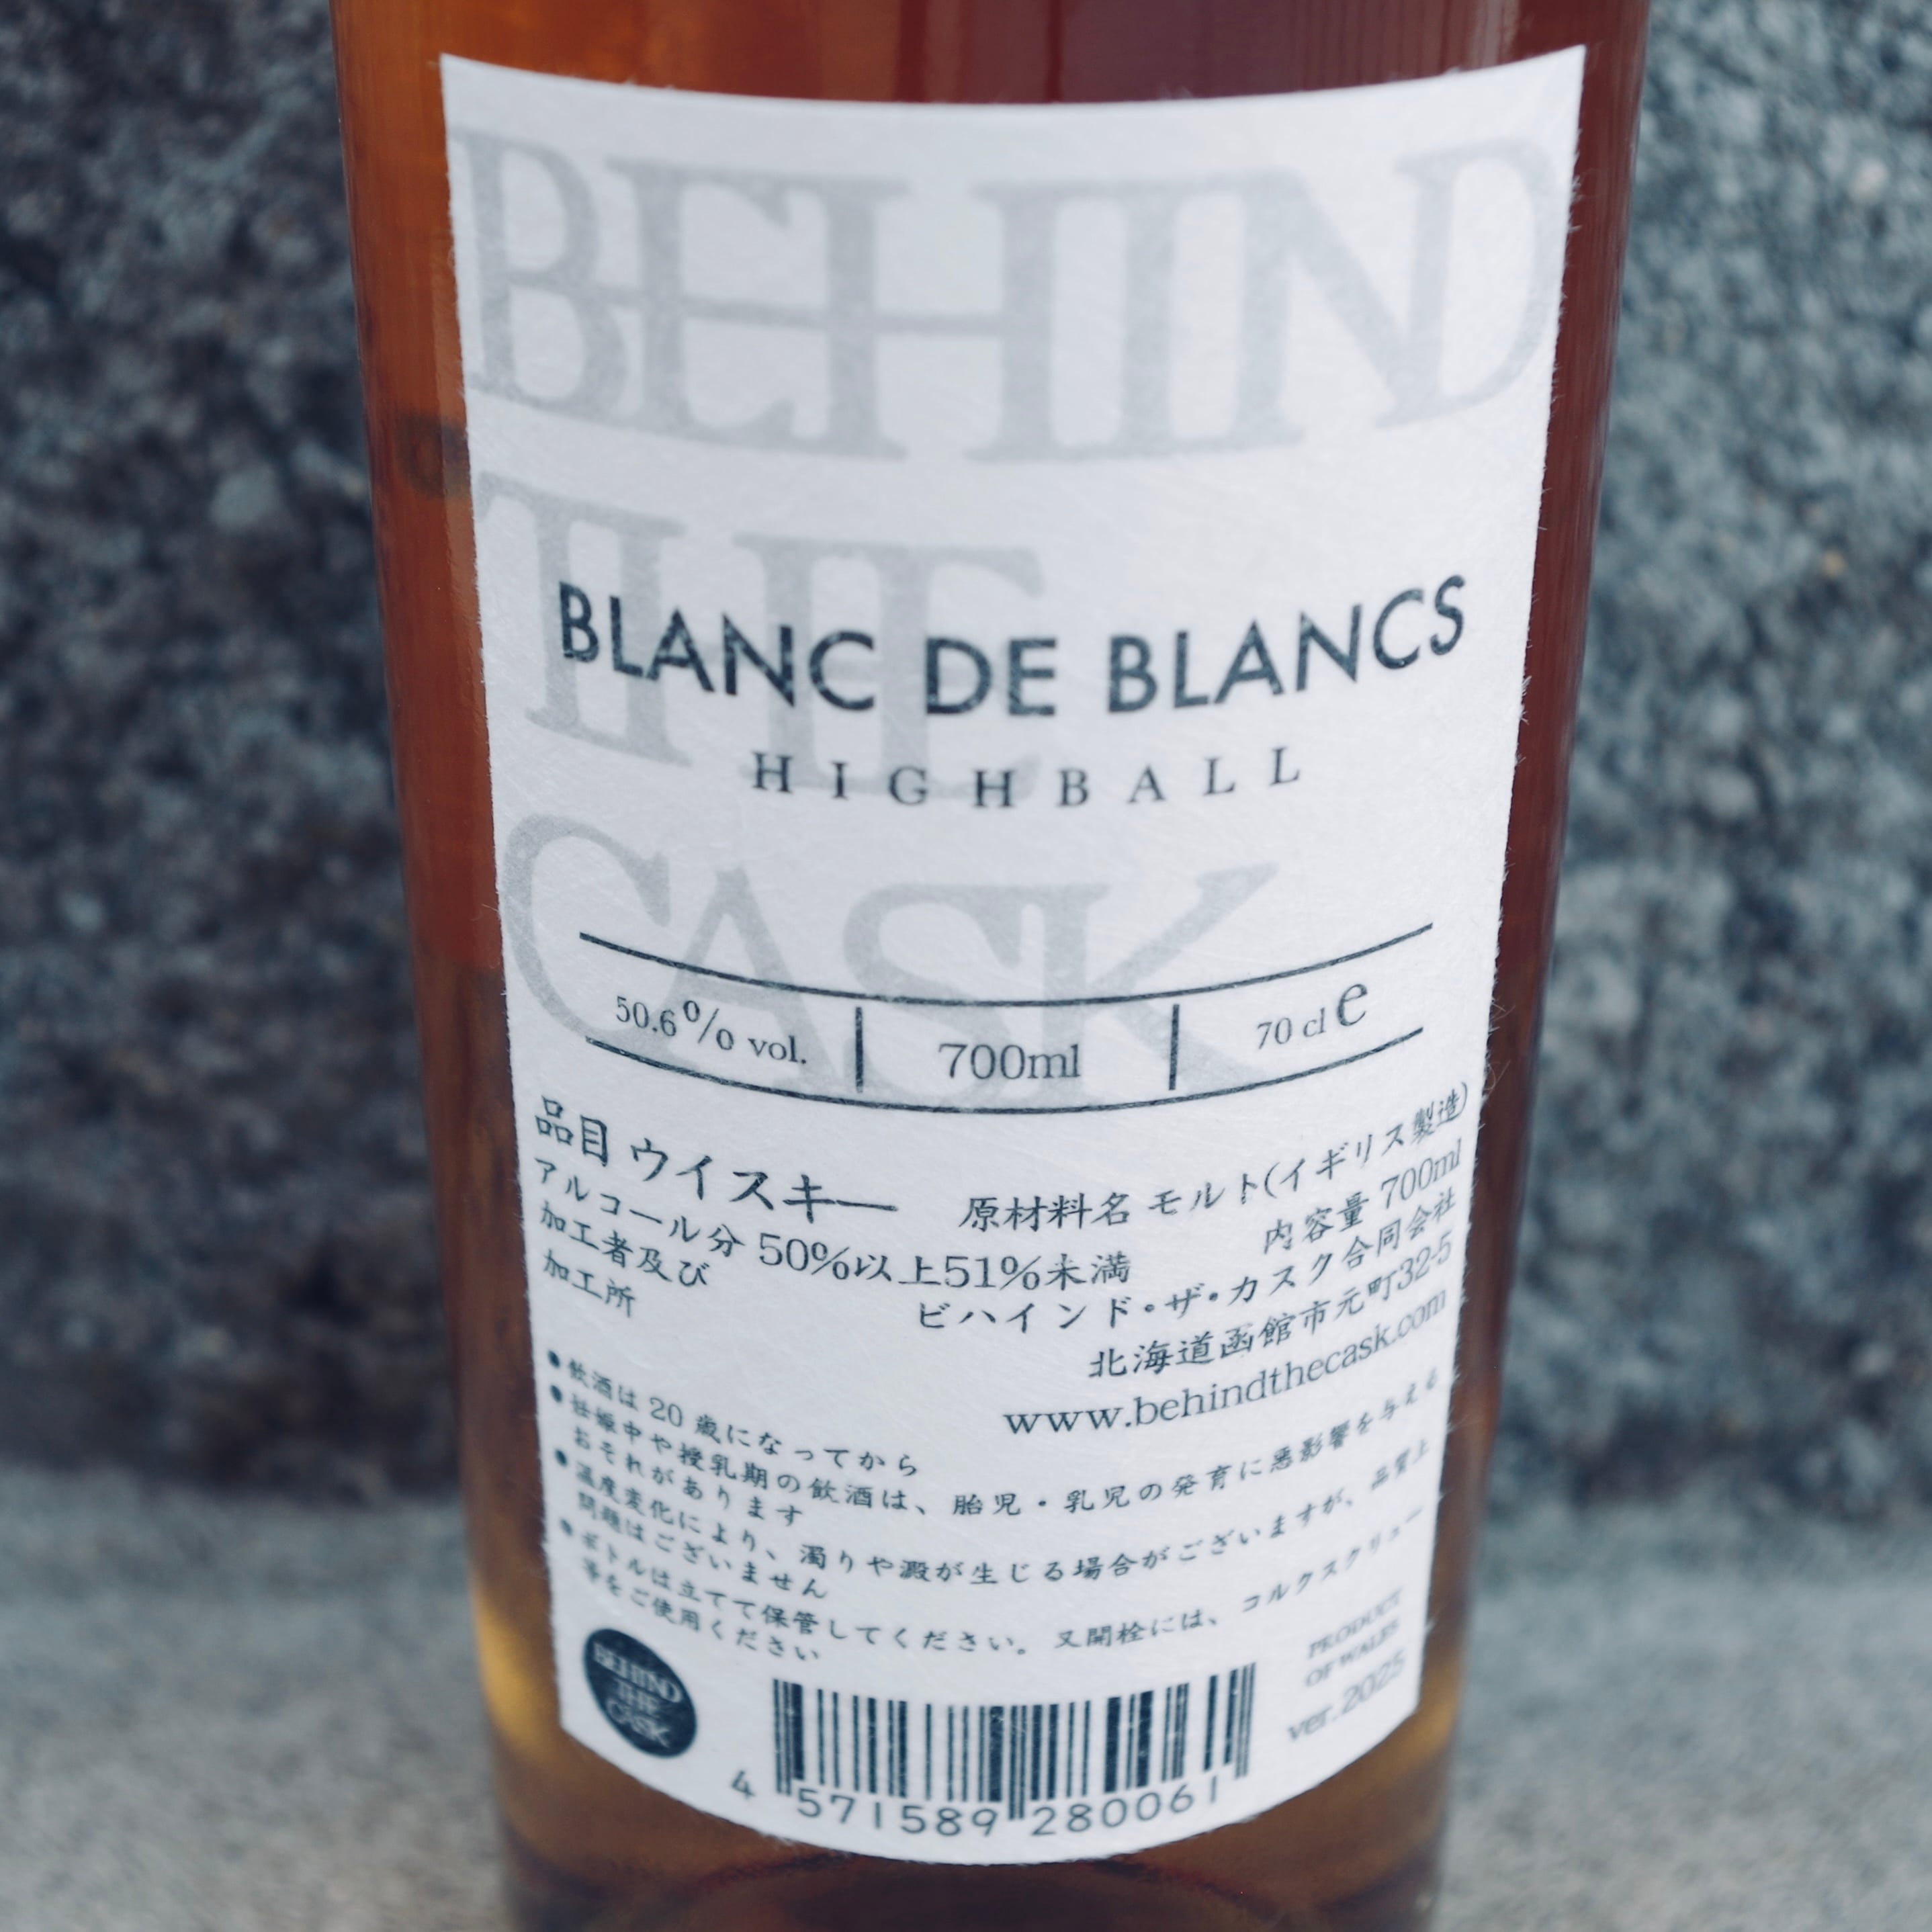 BEHIND
THE
CASK
BLANC DE BLANCS
HIGHBALL
50.6% vol. 700ml 70 cl e
品目 ウイスキー 原材料名 モルト(イギリス製造)
アルコール分 50%以上51%未満 内容量 700ml
加工者及び ビハインド・ザ・カスク合同会社
加工所 北海道函館市元町32-5
www.behindthecask.com
●飲酒は 20 歳になってから
●妊娠中や授乳期の飲酒は、胎児・乳児の発育に悪影響を与える
おそれがあります
●温度変化により、濁りや澱が生じる場合がございますが、品質上
問題はございません
●ボトルは立てて保管してください。又開栓には、コルクスクリュー
等をご使用ください
BEHIND
THE
CASK
PRODUCT
OF WALES
ver.2025
4 571589 280061